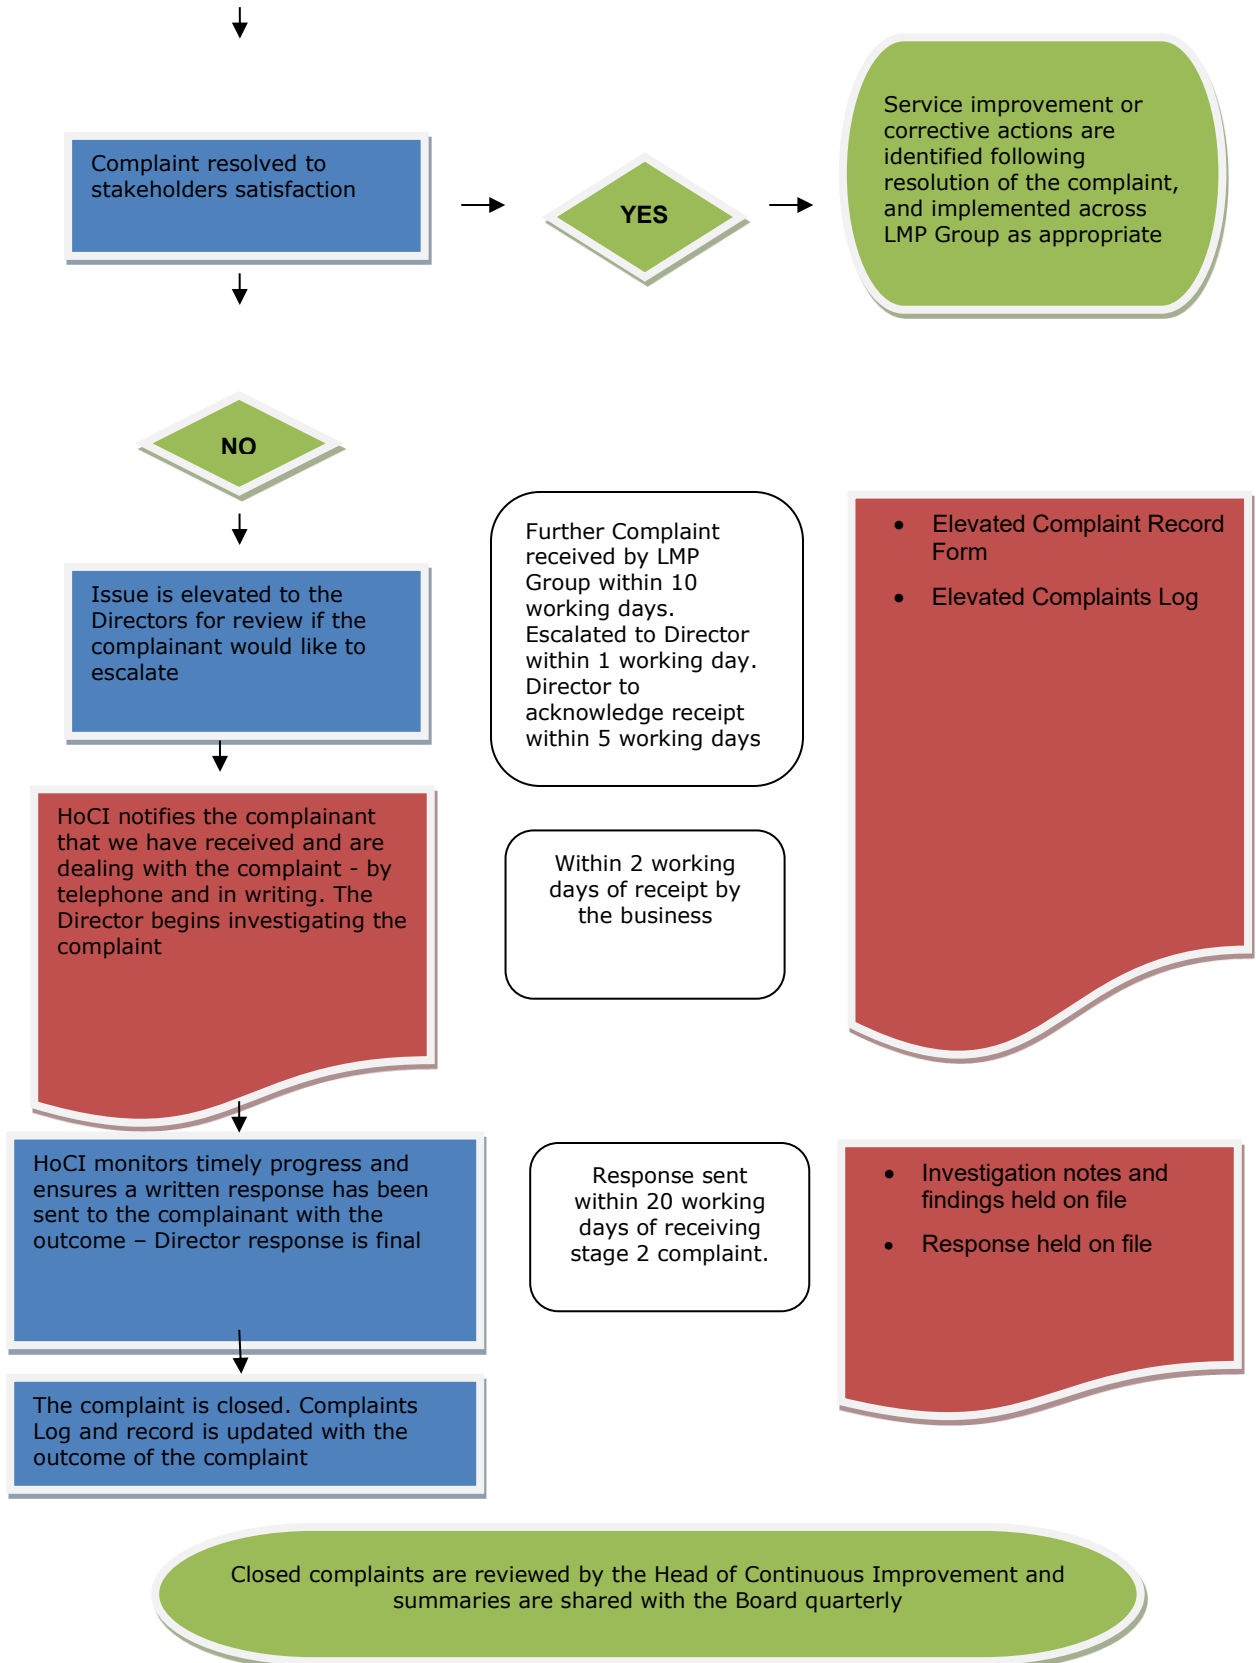 Complaint resolved to
stakeholders satisfaction
YES
Service improvement or
corrective actions are
identified following
resolution of the complaint,
and implemented across
LMP Group as appropriate
NO
Issue is elevated to the
Directors for review if the
complainant would like to
escalate
Further Complaint
received by LMP
Group within 10
working days.
Escalated to Director
within 1 working day.
Director to
acknowledge receipt
within 5 working days
• Elevated Complaint Record
Form
• Elevated Complaints Log
HoCI notifies the complainant
that we have received and are
dealing with the complaint - by
telephone and in writing. The
Director begins investigating the
complaint
Within 2 working
days of receipt by
the business
HoCI monitors timely progress and
ensures a written response has been
sent to the complainant with the
outcome – Director response is final
Response sent
within 20 working
days of receiving
stage 2 complaint.
• Investigation notes and
findings held on file
• Response held on file
The complaint is closed. Complaints
Log and record is updated with the
outcome of the complaint
Closed complaints are reviewed by the Head of Continuous Improvement and
summaries are shared with the Board quarterly